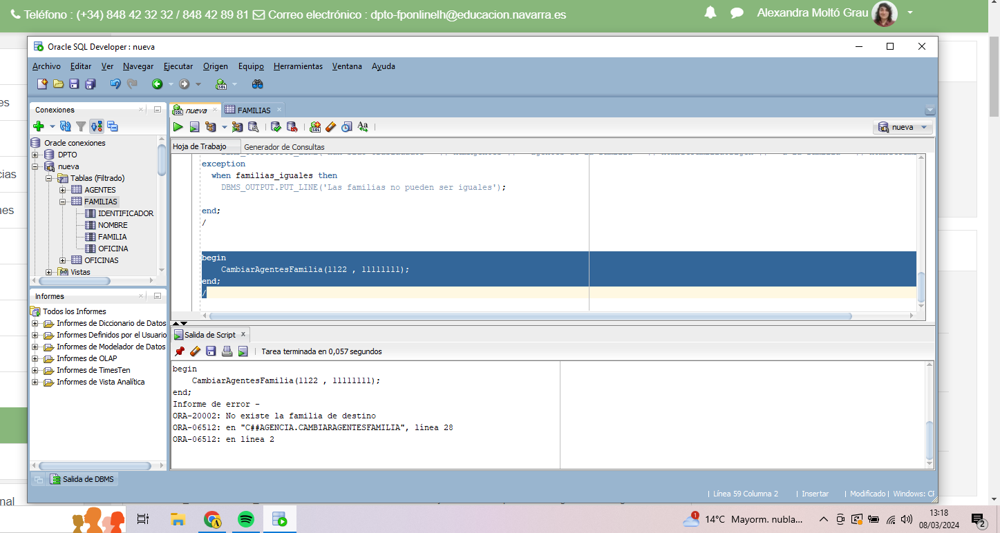 Teléfono : (+34) 848 42 32 32 / 848 42 89 81 Correo electrónico : dpto-fponlinelh@educacion.navarra.es
Alexandra Moltó Grau
Oracle SQL Developer : nueva
Archivo Editar Ver Navegar Ejecutar Origen Equipo Herramientas Ventana Ayuda
es
cias
nes
nal
Conexiones
Oracle conexiones
DPTO
nueva
Tablas (Filtrado)
AGENTES
FAMILIAS
IDENTIFICADOR
NOMBRE
FAMILIA
OFICINA
OFICINAS
Vistas
Informes
Todos los Informes
Informes de Diccionario de Datos
Informes Definidos por el Usuario
Informes de Modelador de Datos
Informes de OLAP
Informes de TimesTen
Informes de Vista Analítica
nueva FAMILIAS
nueva
Hoja de Trabajo Generador de Consultas
exception
when familias_iguales then
DBMS_OUTPUT.PUT_LINE('Las familias no pueden ser iguales');
end;
/
begin
CambiarAgentesFamilia(1122 , 11111111);
end;
/
Salida de Script
Tarea terminada en 0,057 segundos
begin
CambiarAgentesFamilia(1122 , 11111111);
end;
Informe de error -
ORA-20002: No existe la familia de destino
ORA-06512: en "C##AGENCIA.CAMBIARAGENTESFAMILIA", línea 28
ORA-06512: en línea 2
Salida de DBMS
| Línea 59 Columna 2 | Insertar | Modificado | Windows: CR
1 14°C Mayorm. nubla... 13:18
08/03/2024
2